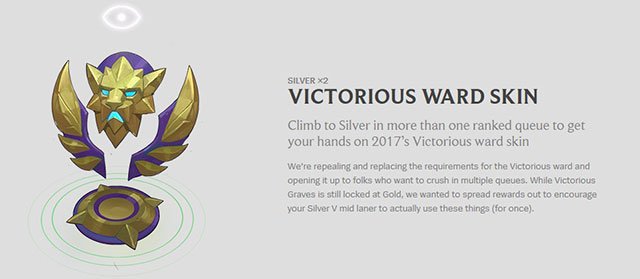 SILVER ×2
VICTORIOUS WARD SKIN
Climb to Silver in more than one ranked queue to get
your hands on 2017's Victorious ward skin
We're repealing and replacing the requirements for the Victorious ward and
opening it up to folks who want to crush in multiple queues. While Victorious
Graves is still locked at Gold, we wanted to spread rewards out to encourage
your Silver V mid laner to actually use these things (for once).